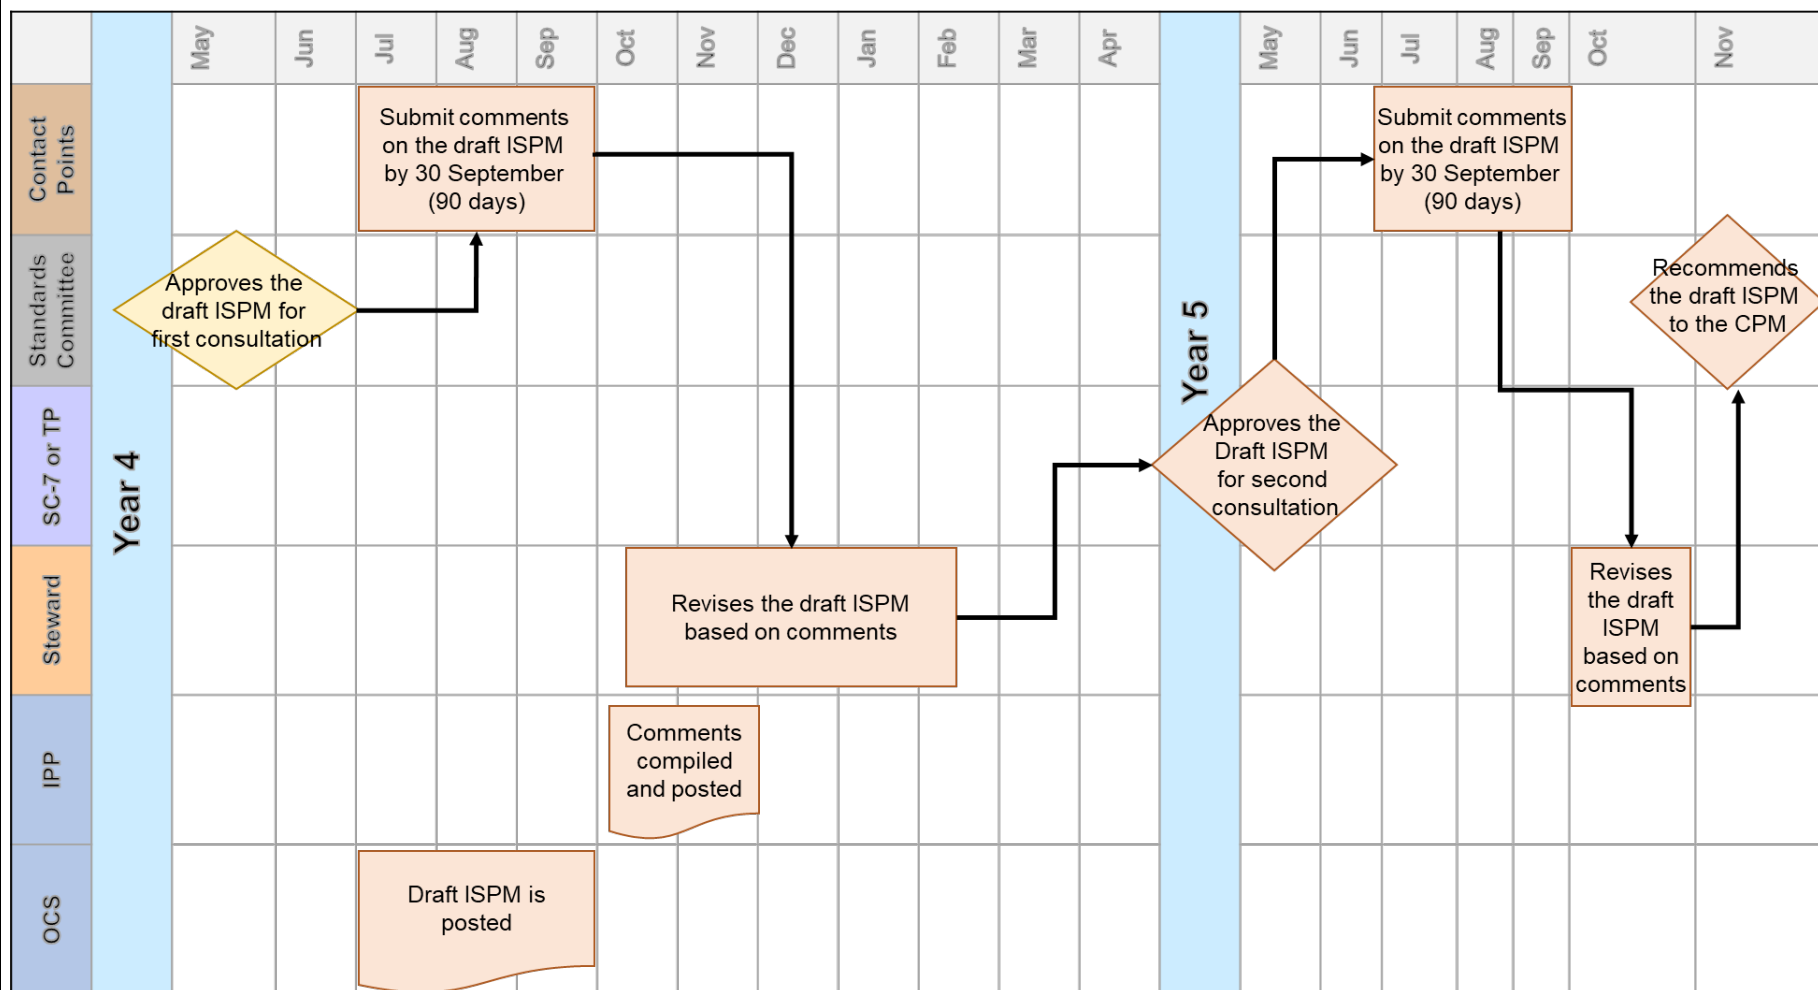 May
Jun
Jul
Aug
Sep
Oct
Nov
Dec
Jan
Feb
Mar
Apr
May
Jun
Jul
Aug
Sep
Oct
Nov
Contact
Points
Submit comments
on the draft ISPM
by 30 September
(90 days)
Submit comments
on the draft ISPM
by 30 September
(90 days)
Standards
Committee
Approves the
draft ISPM for
first consultation
Recommends
the draft ISPM
to the CPM
Year 4
Year 5
SC-7 or TP
Approves the
Draft ISPM
for second
consultation
Steward
Revises the draft ISPM
based on comments
Revises
the draft
ISPM
based on
comments
IPP
Comments
compiled
and posted
OCS
Draft ISPM is
posted